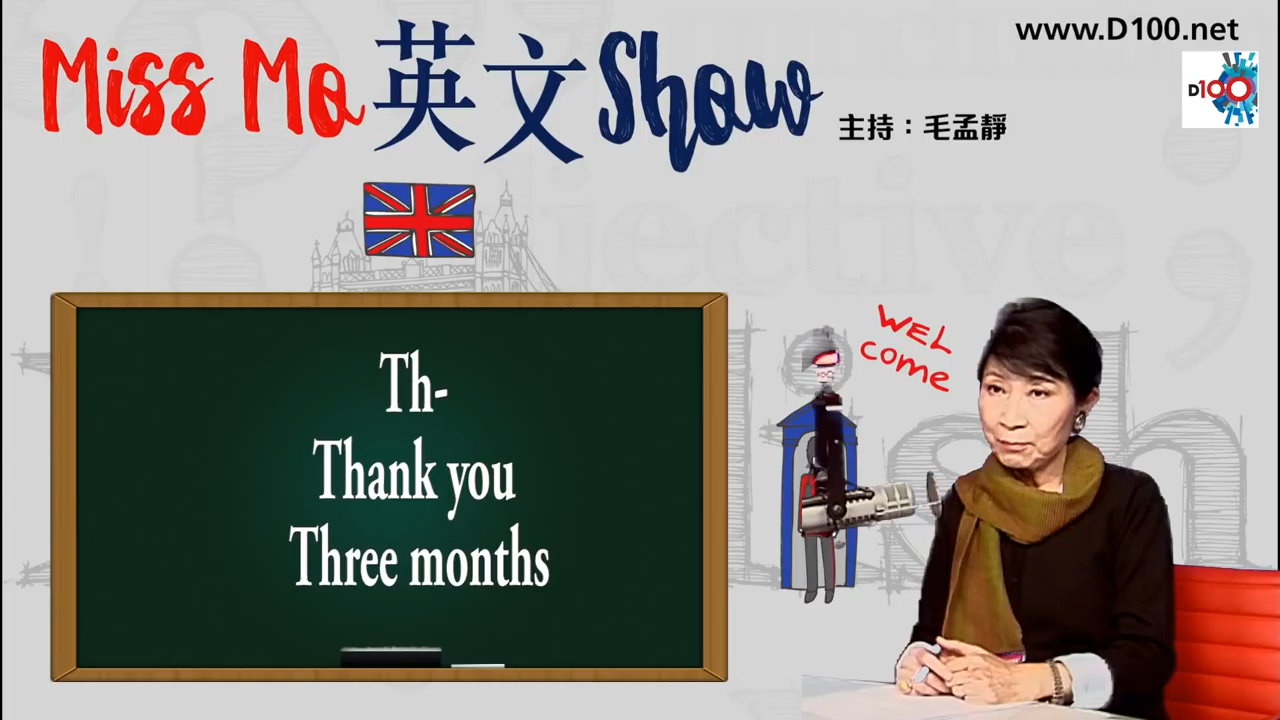 www.D100.net
Miss Mo 英文 Show
D100
主持：毛孟靜
WEL
come
Th-
Thank you
Three months